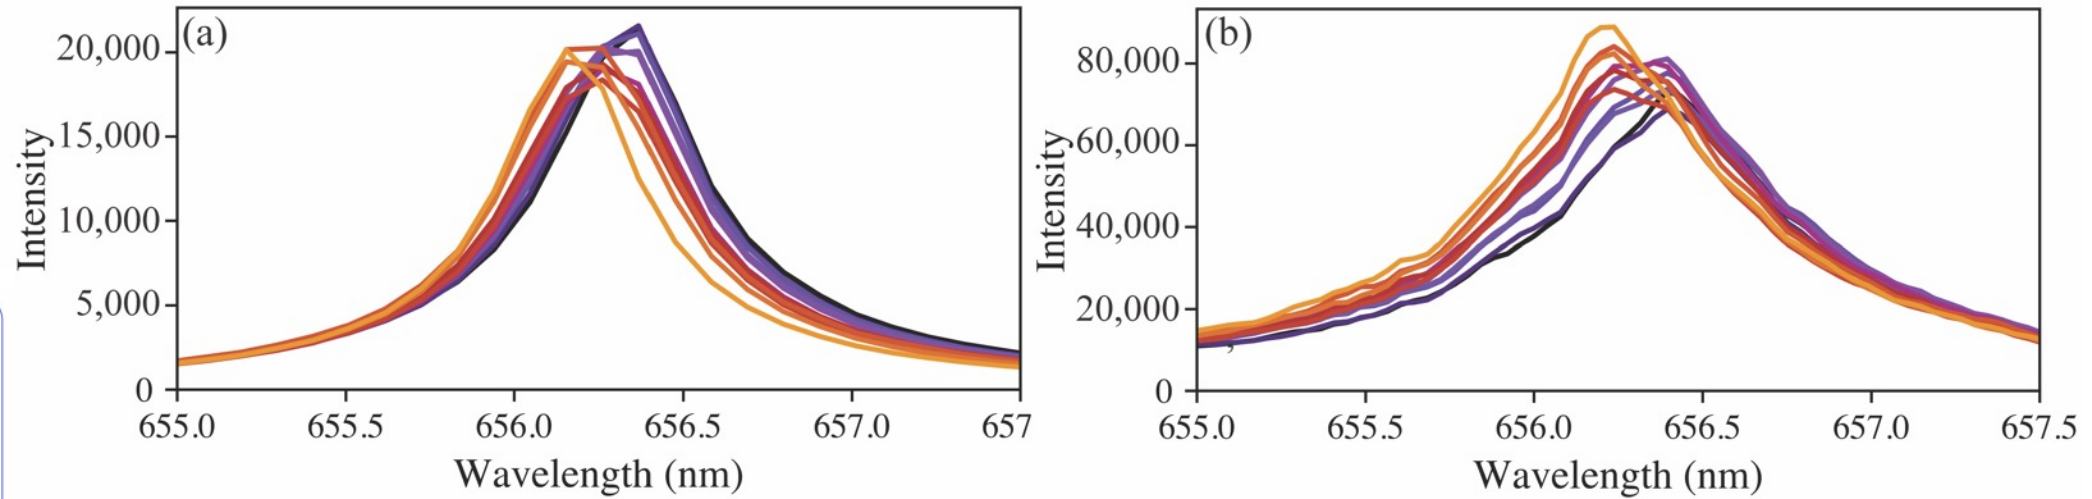 (a)
20,000
15,000
10,000
5,000
0
Intensity
655.0 655.5 656.0 656.5 657.0 657
Wavelength (nm)
(b)
80,000
60,000
40,000
20,000
0
Intensity
,
655.0 655.5 656.0 656.5 657.0 657.5
Wavelength (nm)